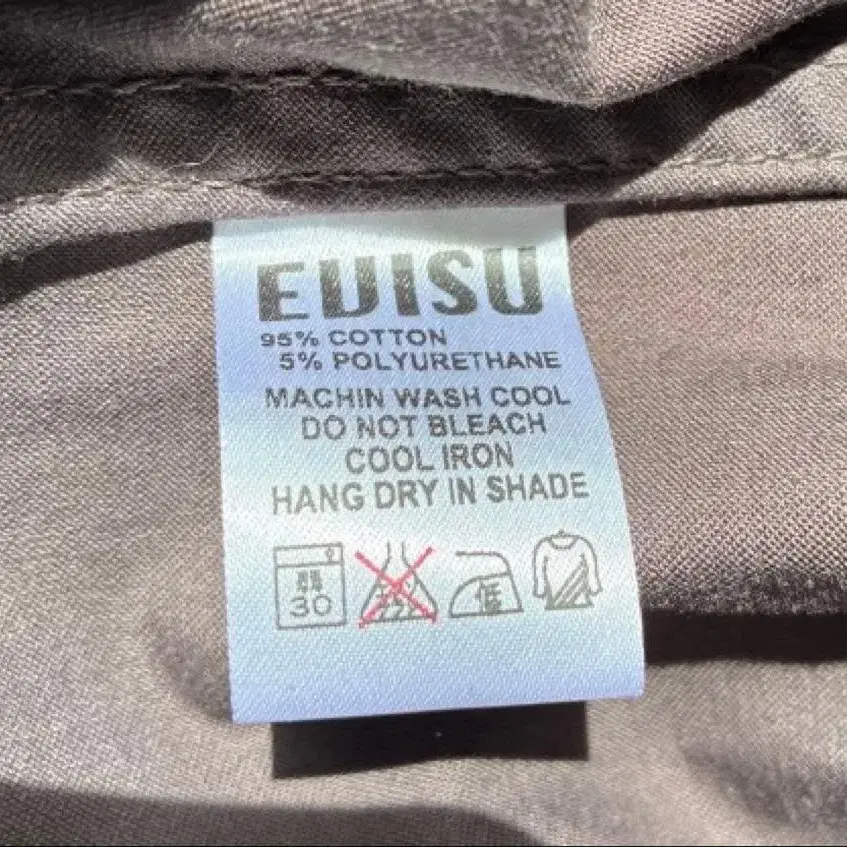 EVISU
95% COTTON
5% POLYURETHANE
MACHIN WASH COOL
DO NOT BLEACH
COOL IRON
HANG DRY IN SHADE
30 低